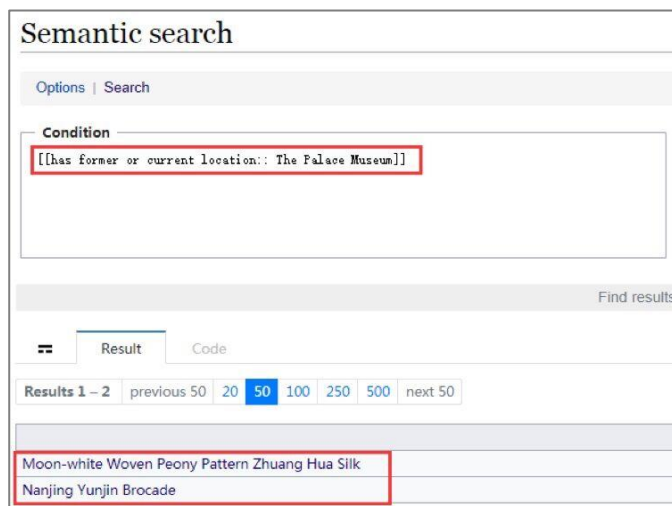 Semantic search
Options | Search
Condition
[[has former or current location:: The Palace Museum]]
Find results
Result Code
Results 1 – 2 previous 50 20 50 100 250 500 next 50
Moon-white Woven Peony Pattern Zhuang Hua Silk
Nanjing Yunjin Brocade